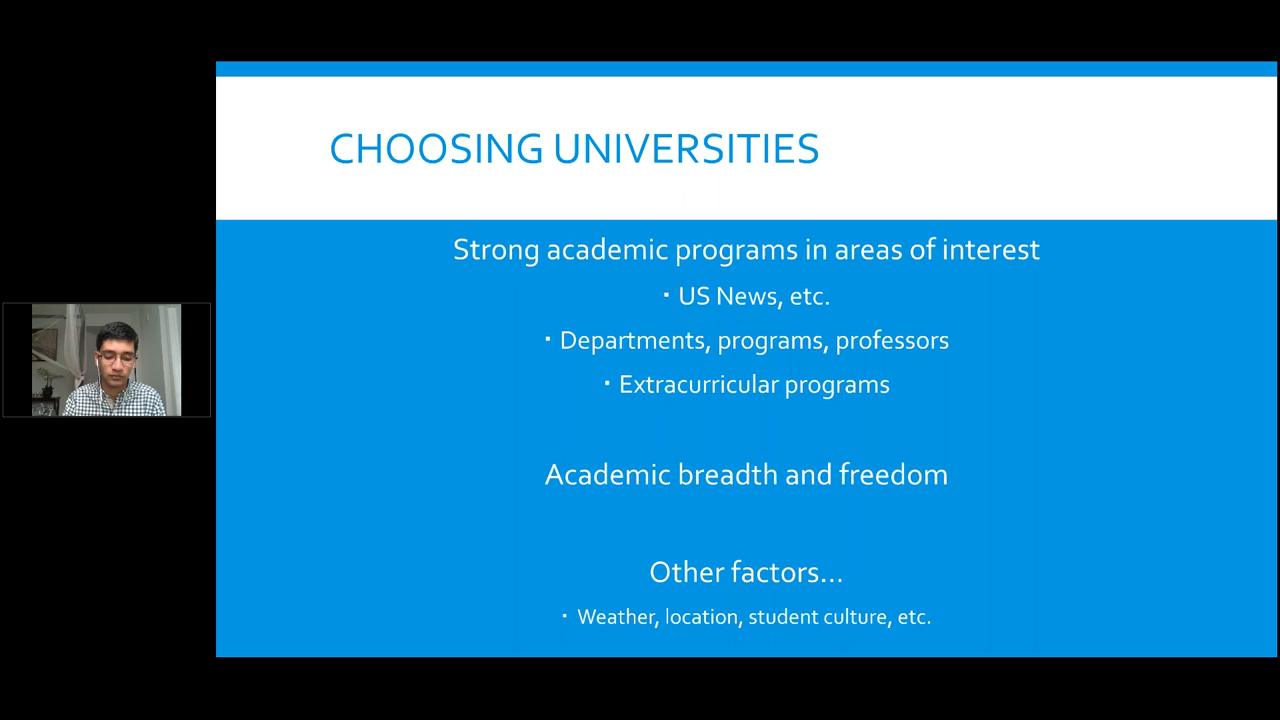 CHOOSING UNIVERSITIES
Strong academic programs in areas of interest
▪ US News, etc.
▪ Departments, programs, professors
▪ Extracurricular programs
Academic breadth and freedom
Other factors...
▪ Weather, location, student culture, etc.